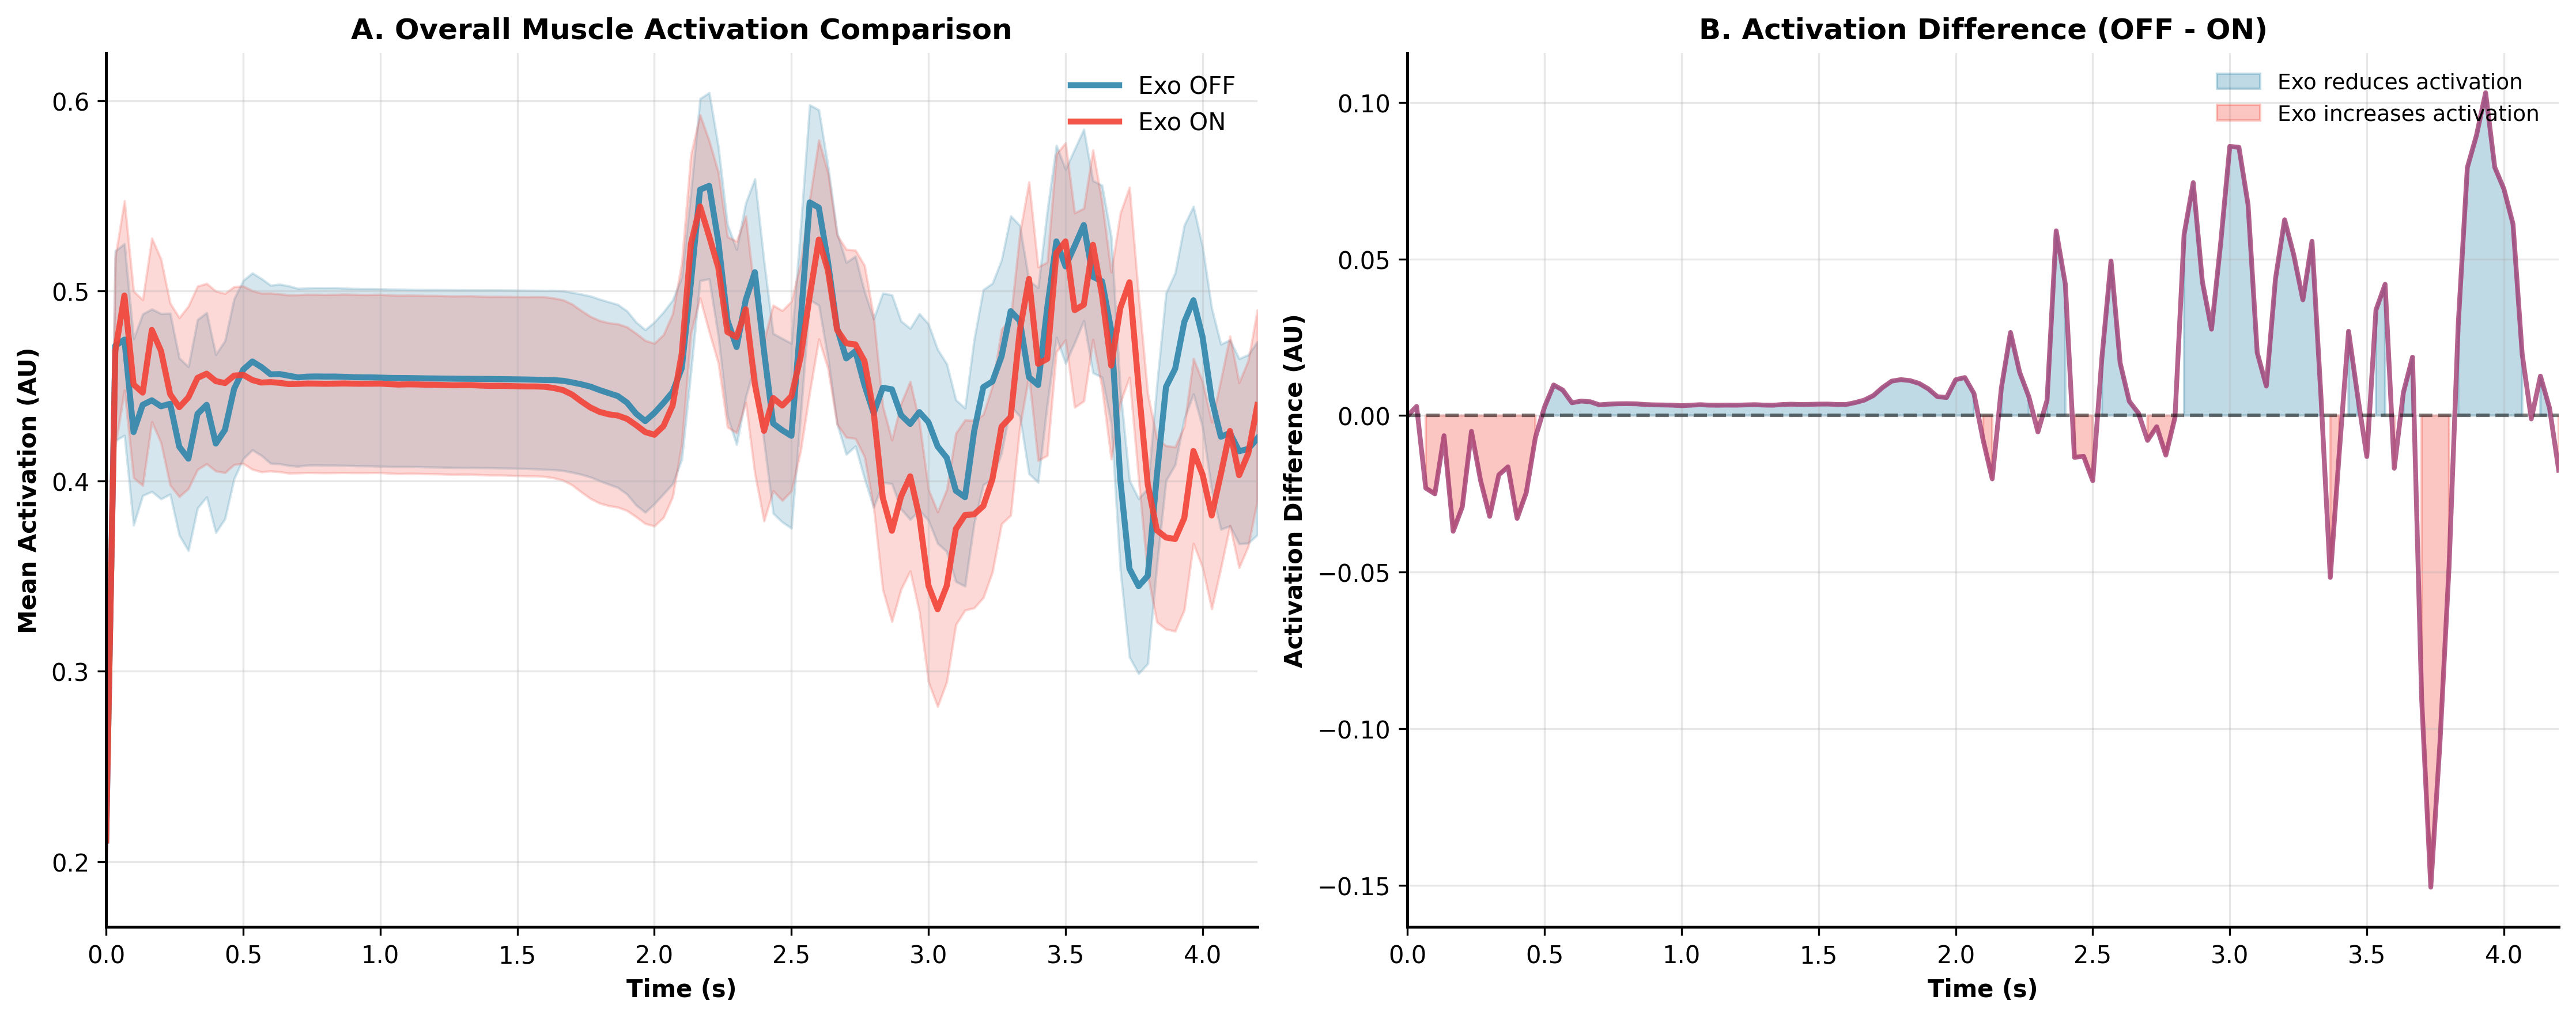 A. Overall Muscle Activation Comparison
Exo OFF
Exo ON
0.6
0.5
0.4
0.3
0.2
Mean Activation (AU)
0.0 0.5 1.0 1.5 2.0 2.5 3.0 3.5 4.0
Time (s)
B. Activation Difference (OFF - ON)
Exo reduces activation
Exo increases activation
0.10
0.05
0.00
−0.05
−0.10
−0.15
Activation Difference (AU)
0.0 0.5 1.0 1.5 2.0 2.5 3.0 3.5 4.0
Time (s)